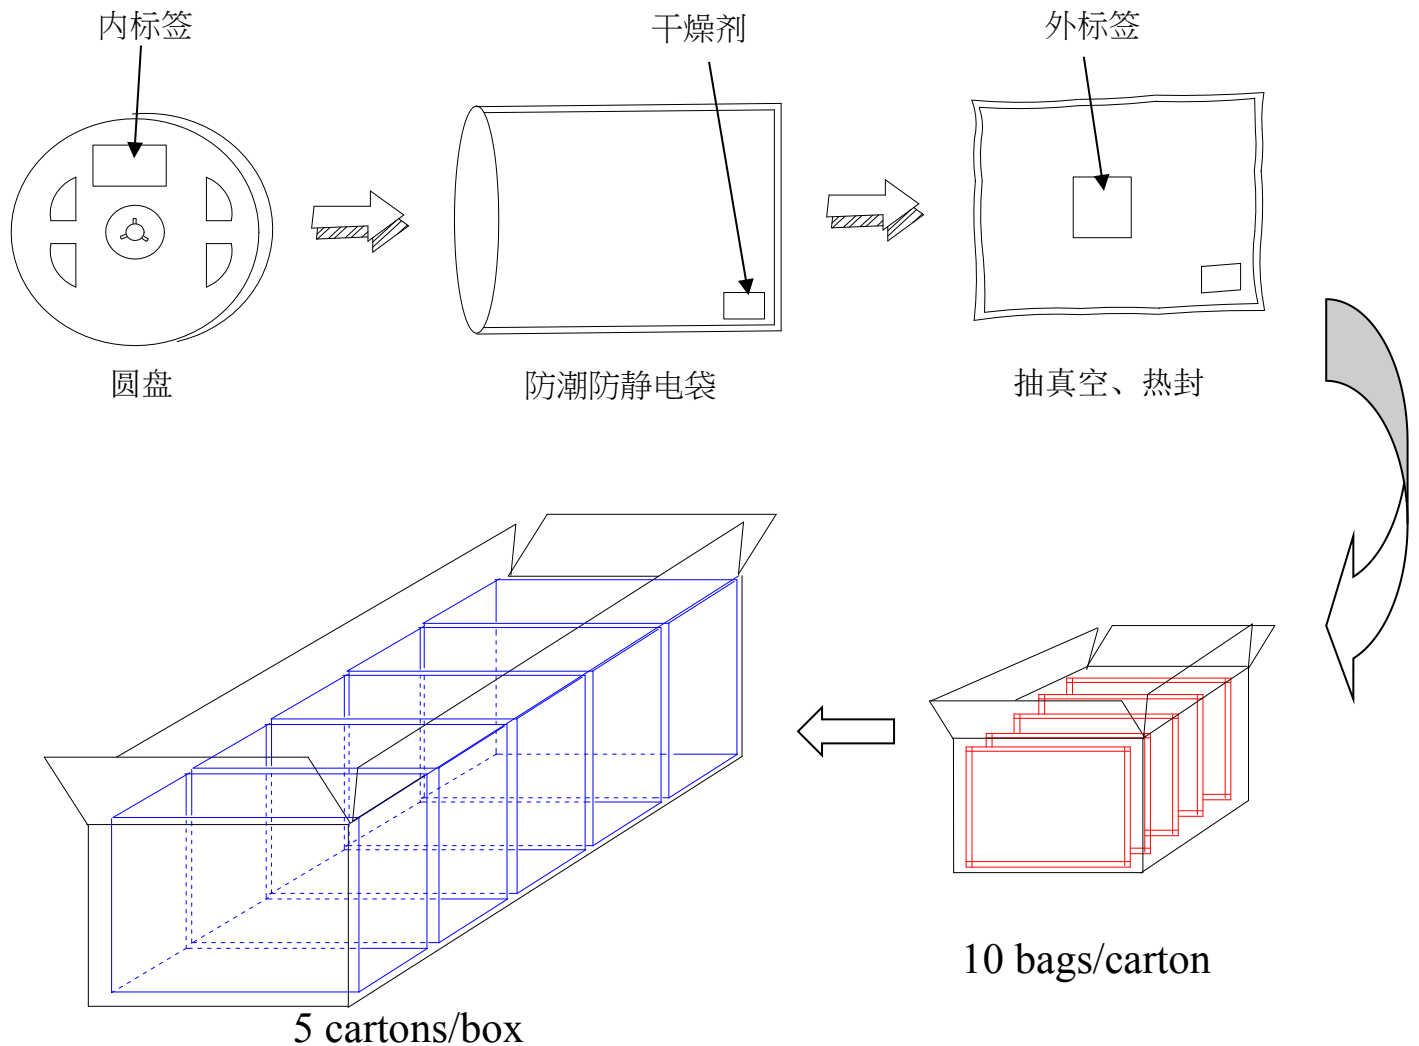 内标签
干燥剂
外标签
圆盘
防潮防静电袋
抽真空、热封
10 bags/carton
5 cartons/box